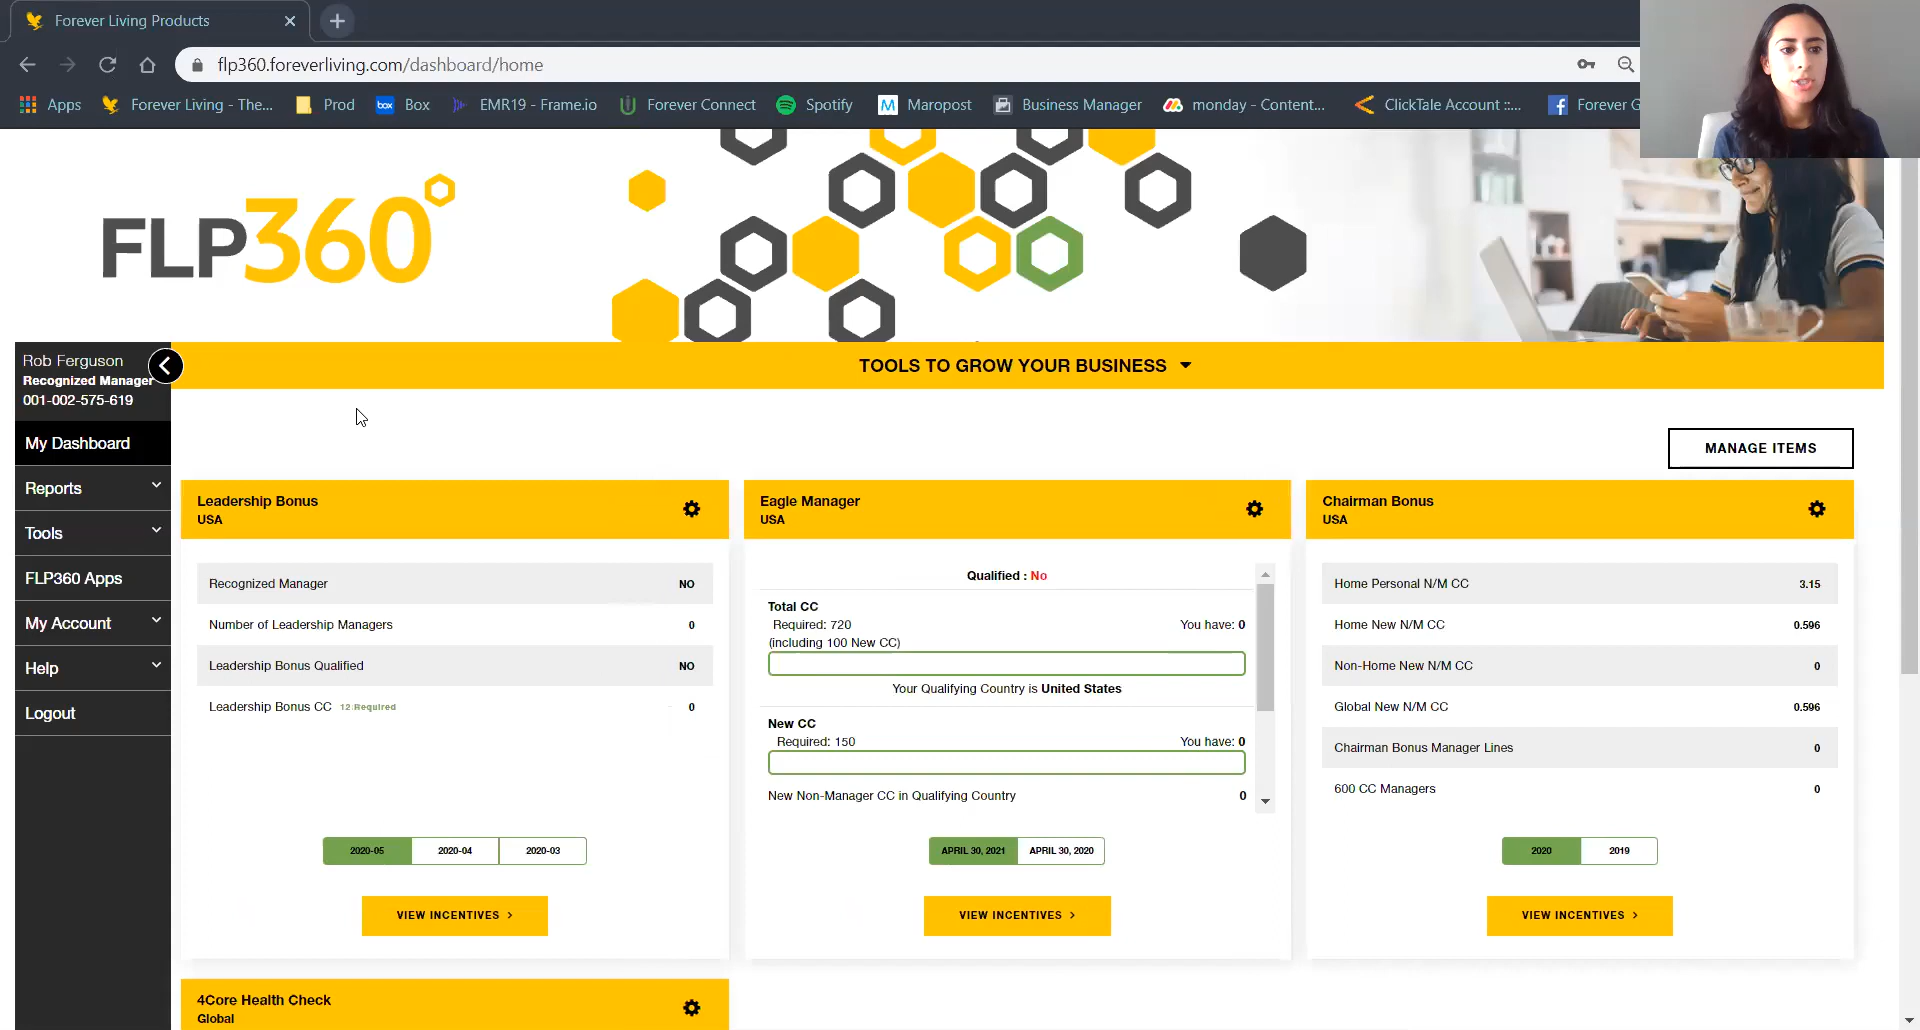 Forever Living Products
flp360.foreverliving.com/dashboard/home
Apps
Forever Living - The...
Prod
box
Box
EMR19 - Frame.io
Forever Connect
Spotify
M
Maropost
Business Manager
monday - Content...
ClickTale Account ::...
f
Forever G
FLP360
Rob Ferguson
Recognized Manager
001-002-575-619
TOOLS TO GROW YOUR BUSINESS
My Dashboard
Reports
Tools
FLP360 Apps
My Account
Help
Logout
MANAGE ITEMS
Leadership Bonus
USA
Recognized Manager NO
Number of Leadership Managers 0
Leadership Bonus Qualified NO
Leadership Bonus CC 12 Required 0
2020-05 2020-04 2020-03
VIEW INCENTIVES >
Eagle Manager
USA
Qualified : No
Total CC
Required: 720 You have: 0
(including 100 New CC)
Your Qualifying Country is United States
New CC
Required: 150 You have: 0
New Non-Manager CC in Qualifying Country 0
APRIL 30, 2021 APRIL 30, 2020
VIEW INCENTIVES >
Chairman Bonus
USA
Home Personal N/M CC 3.15
Home New N/M CC 0.596
Non-Home New N/M CC 0
Global New N/M CC 0.596
Chairman Bonus Manager Lines 0
600 CC Managers 0
2020 2019
VIEW INCENTIVES >
4Core Health Check
Global